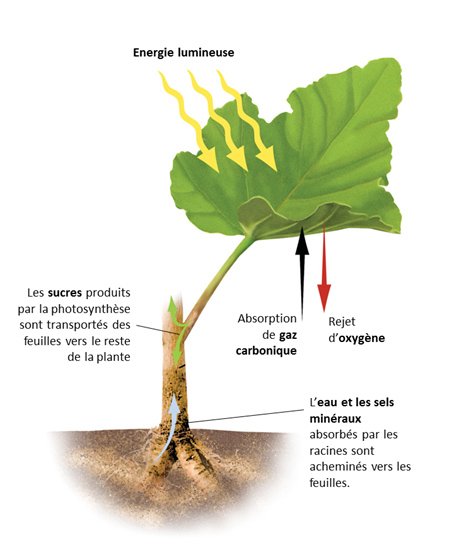 Energie lumineuse
Les sucres produits
par la photosynthèse
sont transportés des
feuilles vers le reste
de la plante
Absorption
de gaz
carbonique
Rejet
d'oxygène
L'eau et les sels
minéraux
absorbés par les
racines sont
acheminés vers les
feuilles.